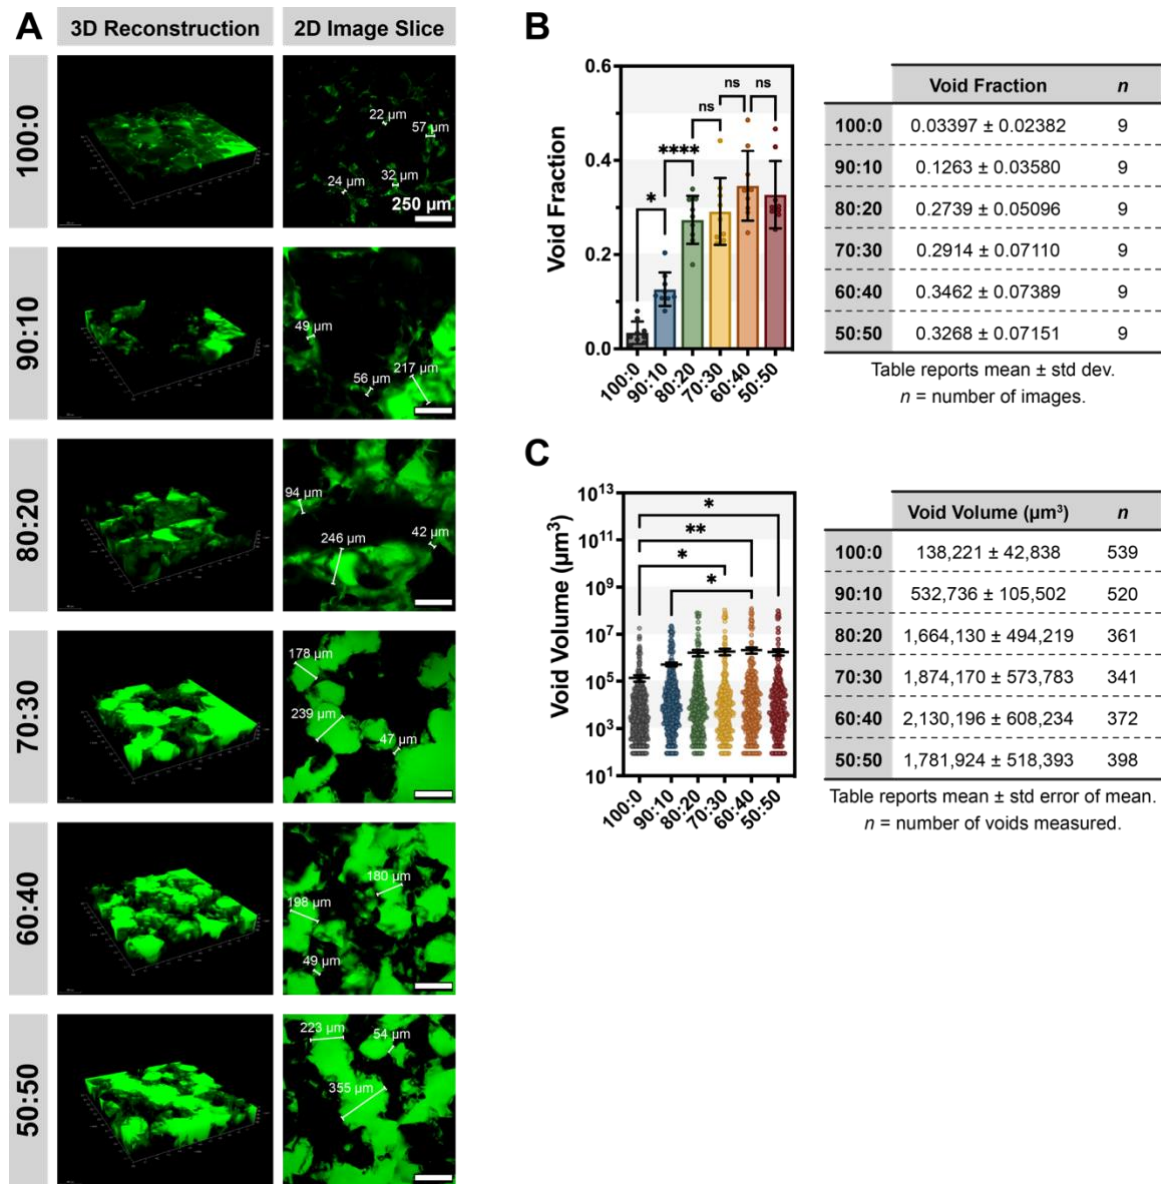 A
3D Reconstruction
2D Image Slice
100:0
22 µm
57 µm
24 µm
32 µm
250 µm
90:10
49 µm
56 µm
217 µm
80:20
94 µm
246 µm
42 µm
70:30
178 µm
239 µm
47 µm
60:40
180 µm
198 µm
49 µm
50:50
223 µm
54 µm
355 µm
B
Void Fraction
0.6
0.4
0.2
0.0
*
****
ns
ns
ns
100:0
90:10
80:20
70:30
60:40
50:50
Void Fraction n
100:0 0.03397 ± 0.02382 9
90:10 0.1263 ± 0.03580 9
80:20 0.2739 ± 0.05096 9
70:30 0.2914 ± 0.07110 9
60:40 0.3462 ± 0.07389 9
50:50 0.3268 ± 0.07151 9
Table reports mean ± std dev.
n = number of images.
C
Void Volume (µm³)
10¹³
10¹¹
10⁹
10⁷
10⁵
10³
10¹
*
**
*
*
100:0
90:10
80:20
70:30
60:40
50:50
Void Volume (µm³) n
100:0 138,221 ± 42,838 539
90:10 532,736 ± 105,502 520
80:20 1,664,130 ± 494,219 361
70:30 1,874,170 ± 573,783 341
60:40 2,130,196 ± 608,234 372
50:50 1,781,924 ± 518,393 398
Table reports mean ± std error of mean.
n = number of voids measured.